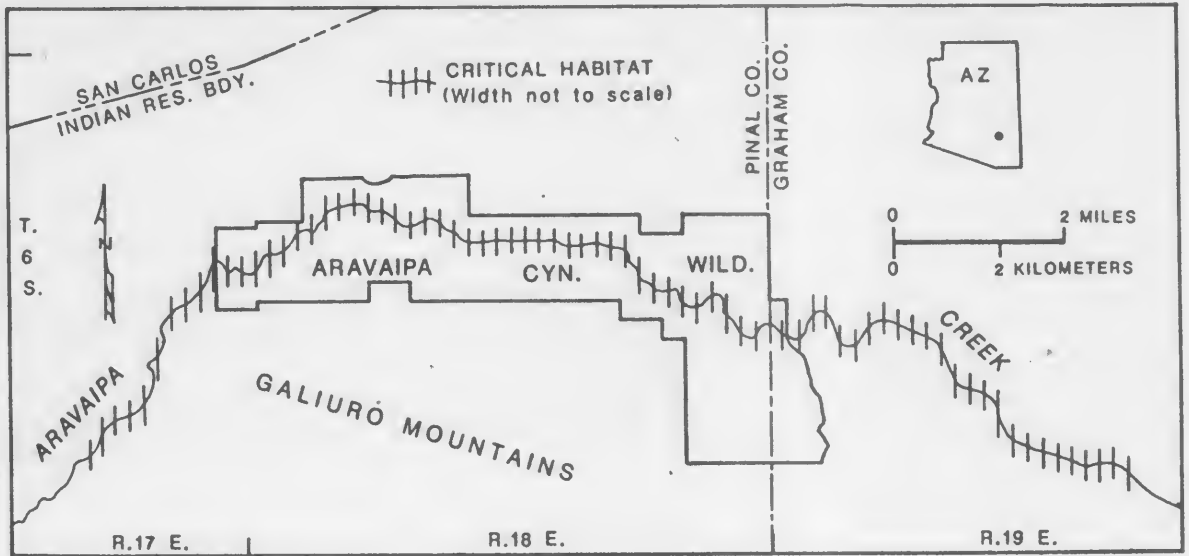 SAN CARLOS
INDIAN RES. BDY.
CRITICAL HABITAT
(Width not to scale)
PINAL CO.
GRAHAM CO.
AZ
T.
6
S.
N
0 2 MILES
0 2 KILOMETERS
ARAVAIPA CYN. WILD.
ARAVAIPA
CREEK
GALIURO MOUNTAINS
R.17 E. R.18 E. R.19 E.